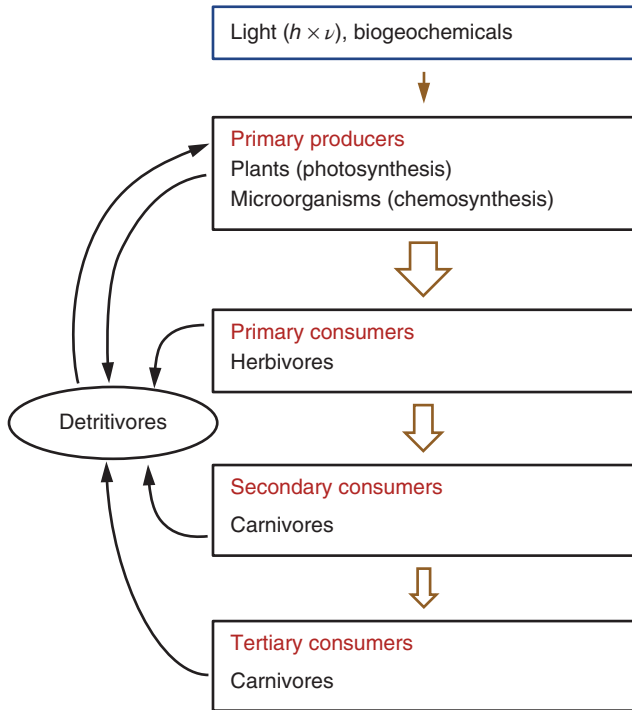 Light (h × ν), biogeochemicals
Primary producers
Plants (photosynthesis)
Microorganisms (chemosynthesis)
Primary consumers
Herbivores
Detritivores
Secondary consumers
Carnivores
Tertiary consumers
Carnivores